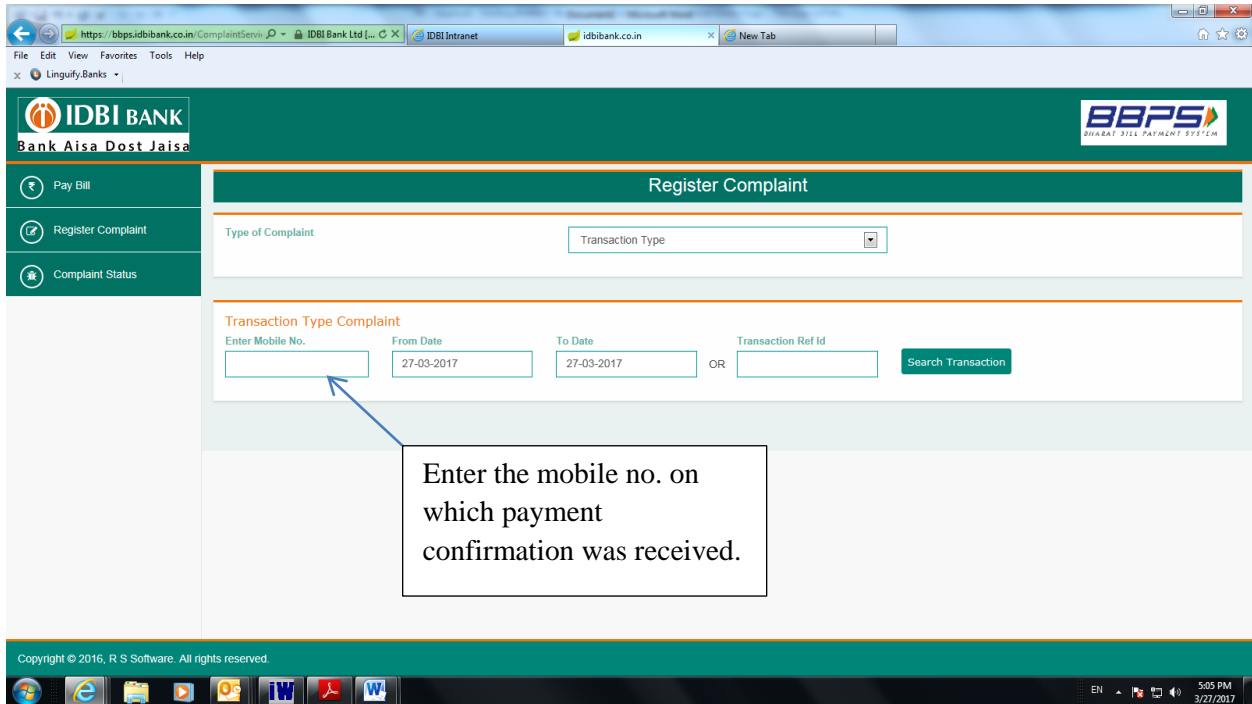 https://bbps.idbibank.co.in/ComplaintServi
IDBI Bank Ltd [...
IDBI Intranet
idbibank.co.in
New Tab
File Edit View Favorites Tools Help
x Linguify.Banks
IDBI BANK
Bank Aisa Dost Jaisa
BBPS
BHARAT BILL PAYMENT SYSTEM
Pay Bill
Register Complaint
Complaint Status
Register Complaint
Type of Complaint
Transaction Type
Transaction Type Complaint
Enter Mobile No. From Date To Date Transaction Ref Id
27-03-2017 27-03-2017 OR Search Transaction
Enter the mobile no. on
which payment
confirmation was received.
Copyright © 2016, R S Software. All rights reserved.
EN 5:05 PM
3/27/2017